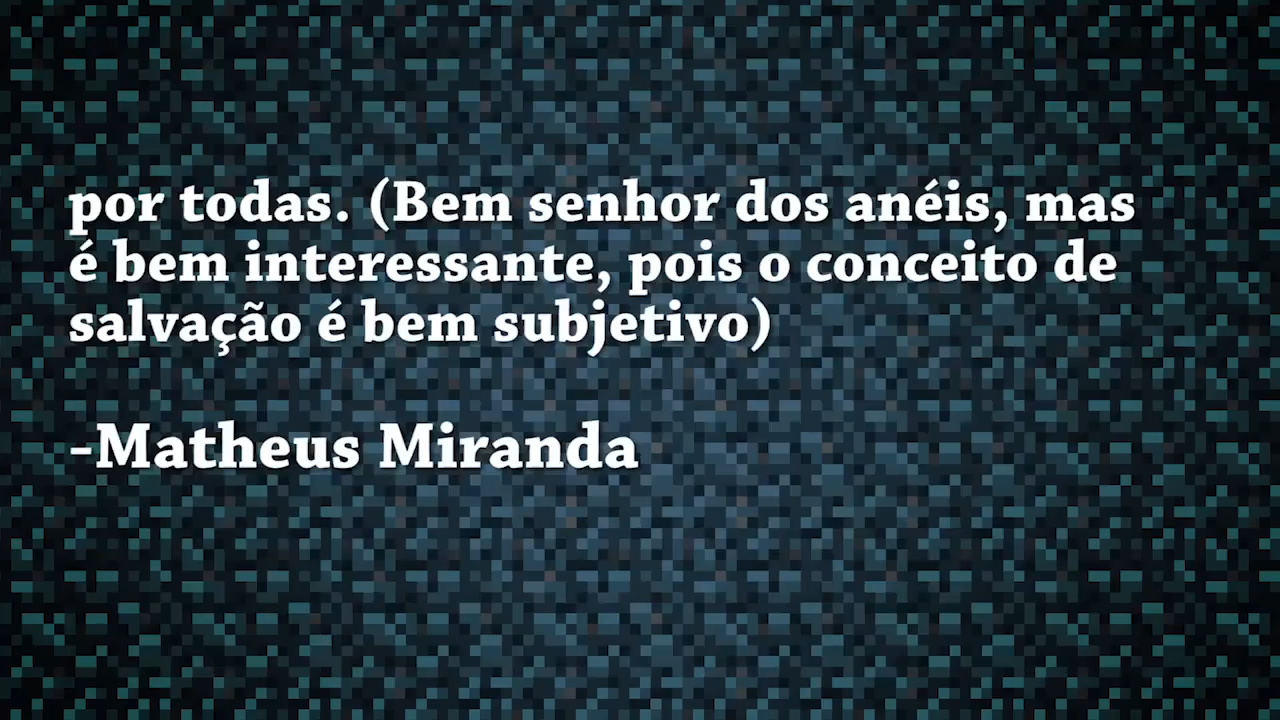 por todas. (Bem senhor dos anéis, mas
é bem interessante, pois o conceito de
salvação é bem subjetivo)
-Matheus Miranda